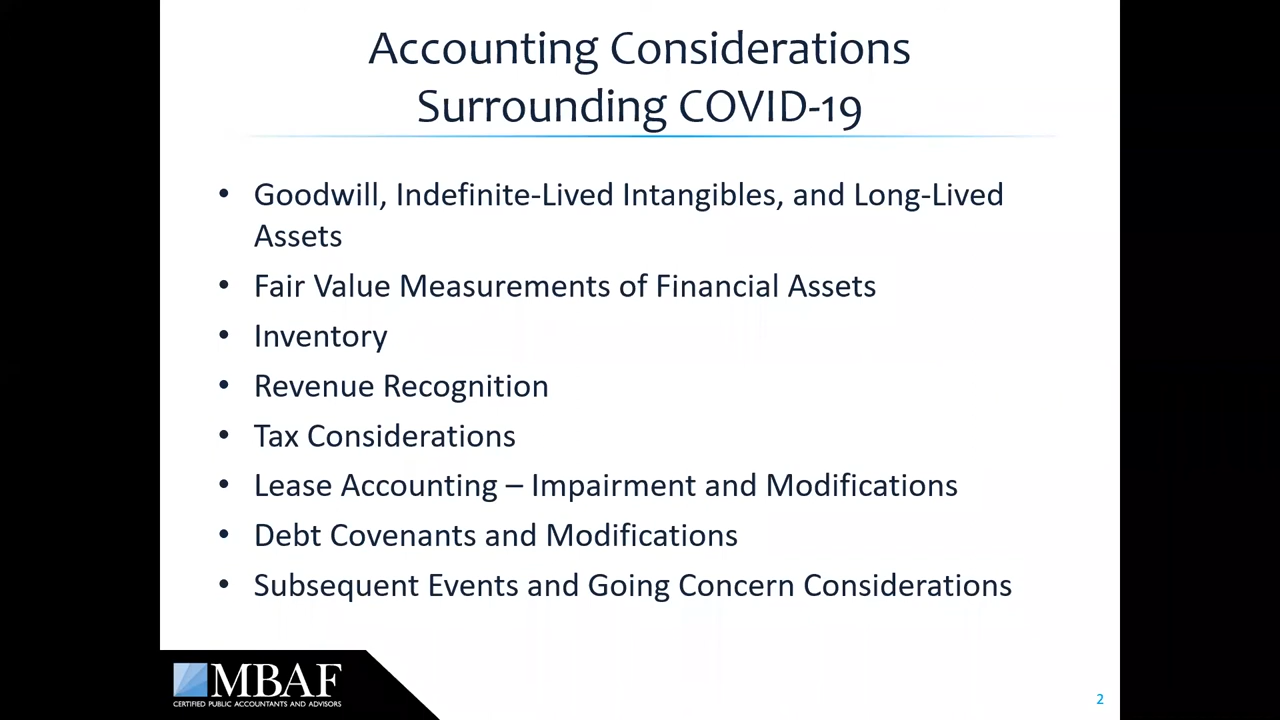 Accounting Considerations
Surrounding COVID-19
• Goodwill, Indefinite-Lived Intangibles, and Long-Lived
Assets
• Fair Value Measurements of Financial Assets
• Inventory
• Revenue Recognition
• Tax Considerations
• Lease Accounting – Impairment and Modifications
• Debt Covenants and Modifications
• Subsequent Events and Going Concern Considerations
MBAF
CERTIFIED PUBLIC ACCOUNTANTS AND ADVISORS
2